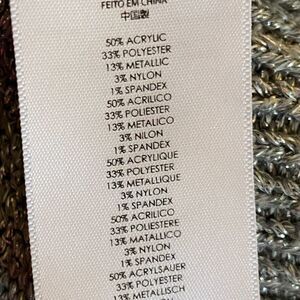 FEITO EM CHINA
中国製
50% ACRYLIC
33% POLYESTER
13% METALLIC
3% NYLON
1% SPANDEX
50% ACRILICO
33% POLIESTER
13% METALICO
3% NILON
1% SPANDEX
50% ACRYLIQUE
33% POLYESTER
13% METALLIQUE
3% NYLON
1% SPANDEX
50% ACRILICO
33% POLIESTERE
13% MATALLICO
3% NYLON
1% SPANDEX
50% ACRYLSAUER
33% POLYESTER
13% METALLISCH